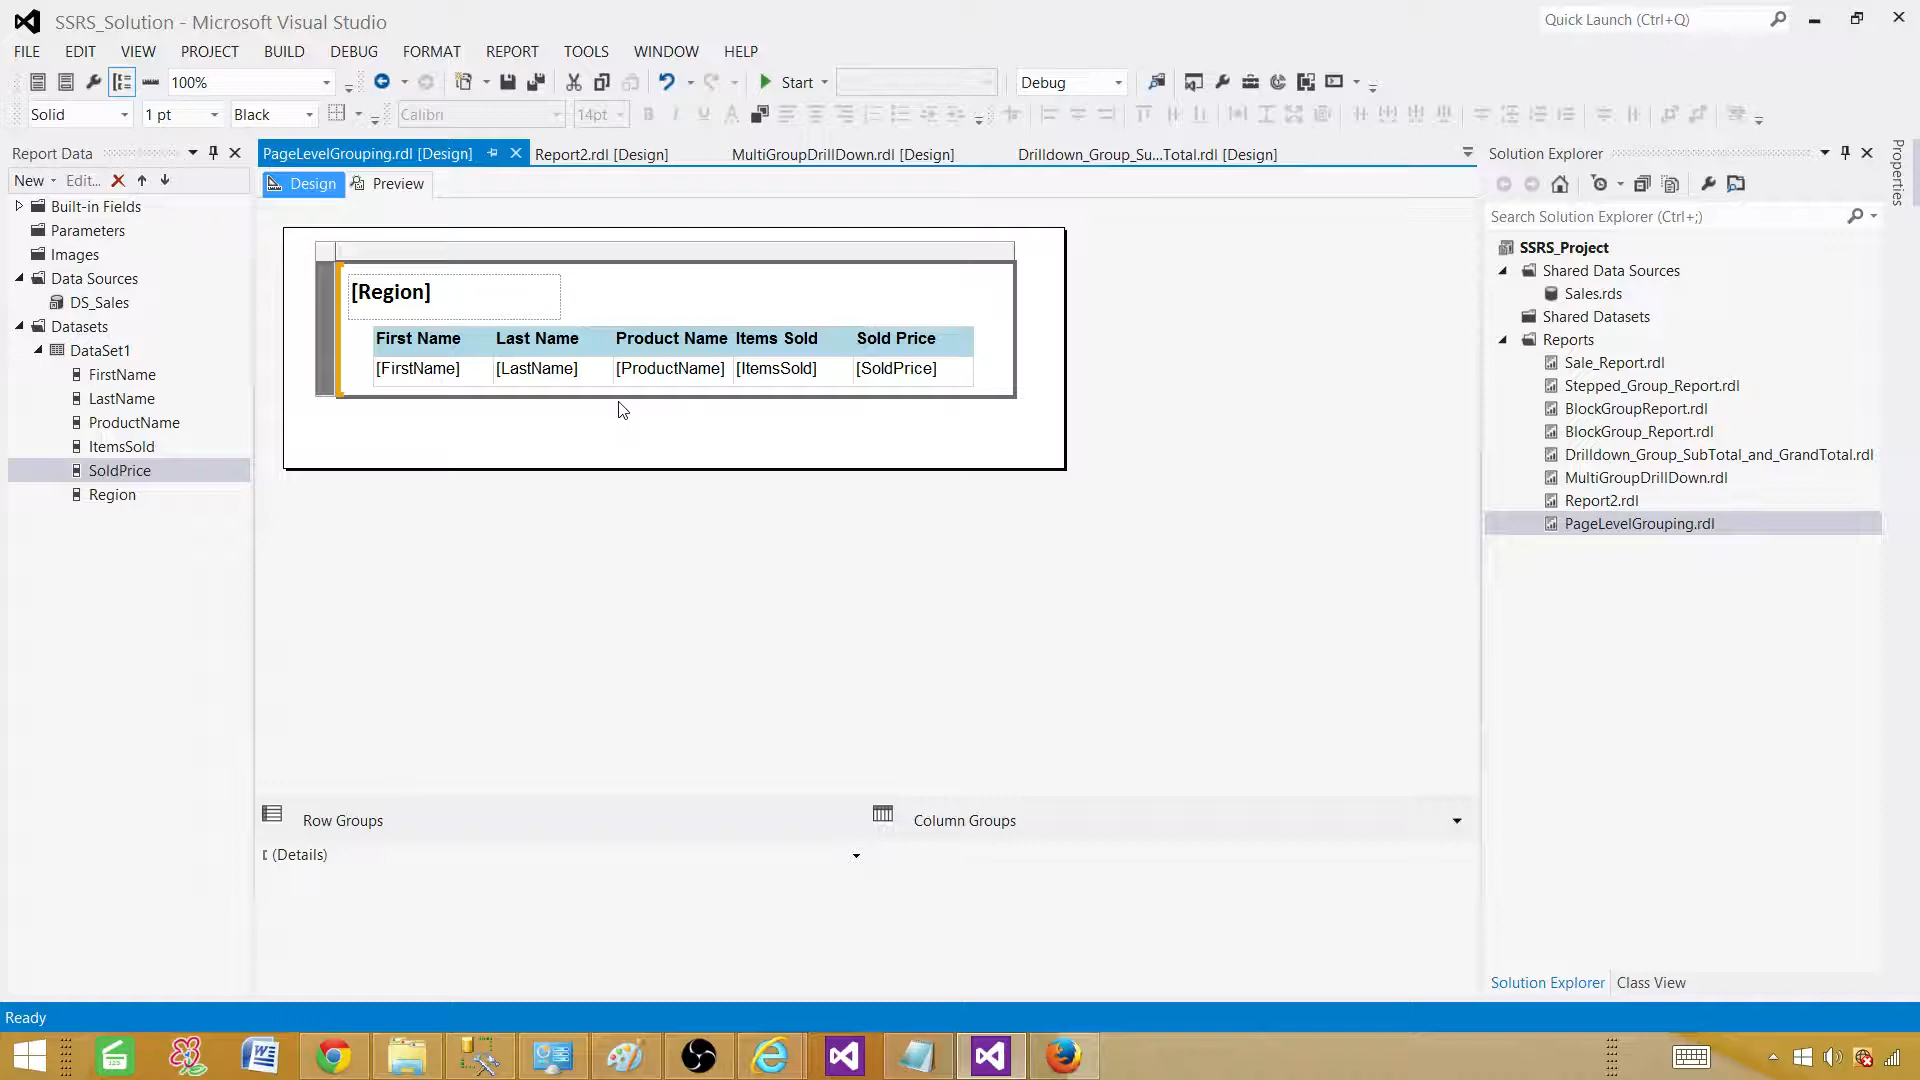 SSRS_Solution - Microsoft Visual Studio
Quick Launch (Ctrl+Q)
FILE EDIT VIEW PROJECT BUILD DEBUG FORMAT REPORT TOOLS WINDOW HELP
100% Start Debug
Solid 1 pt Black Calibri 14pt B I U A
Report Data
PageLevelGrouping.rdl [Design] Report2.rdl [Design] MultiGroupDrillDown.rdl [Design] Drilldown_Group_Su...Total.rdl [Design]
Solution Explorer
Properties
New Edit...
Design Preview
Built-in Fields
Parameters
Images
Data Sources
DS_Sales
Datasets
DataSet1
FirstName
LastName
ProductName
ItemsSold
SoldPrice
Region
[Region]
First Name Last Name Product Name Items Sold Sold Price
[FirstName] [LastName] [ProductName] [ItemsSold] [SoldPrice]
Row Groups
Column Groups
(Details)
Search Solution Explorer (Ctrl+;)
SSRS_Project
Shared Data Sources
Sales.rds
Shared Datasets
Reports
Sale_Report.rdl
Stepped_Group_Report.rdl
BlockGroupReport.rdl
BlockGroup_Report.rdl
Drilldown_Group_SubTotal_and_GrandTotal.rdl
MultiGroupDrillDown.rdl
Report2.rdl
PageLevelGrouping.rdl
Solution Explorer Class View
Ready